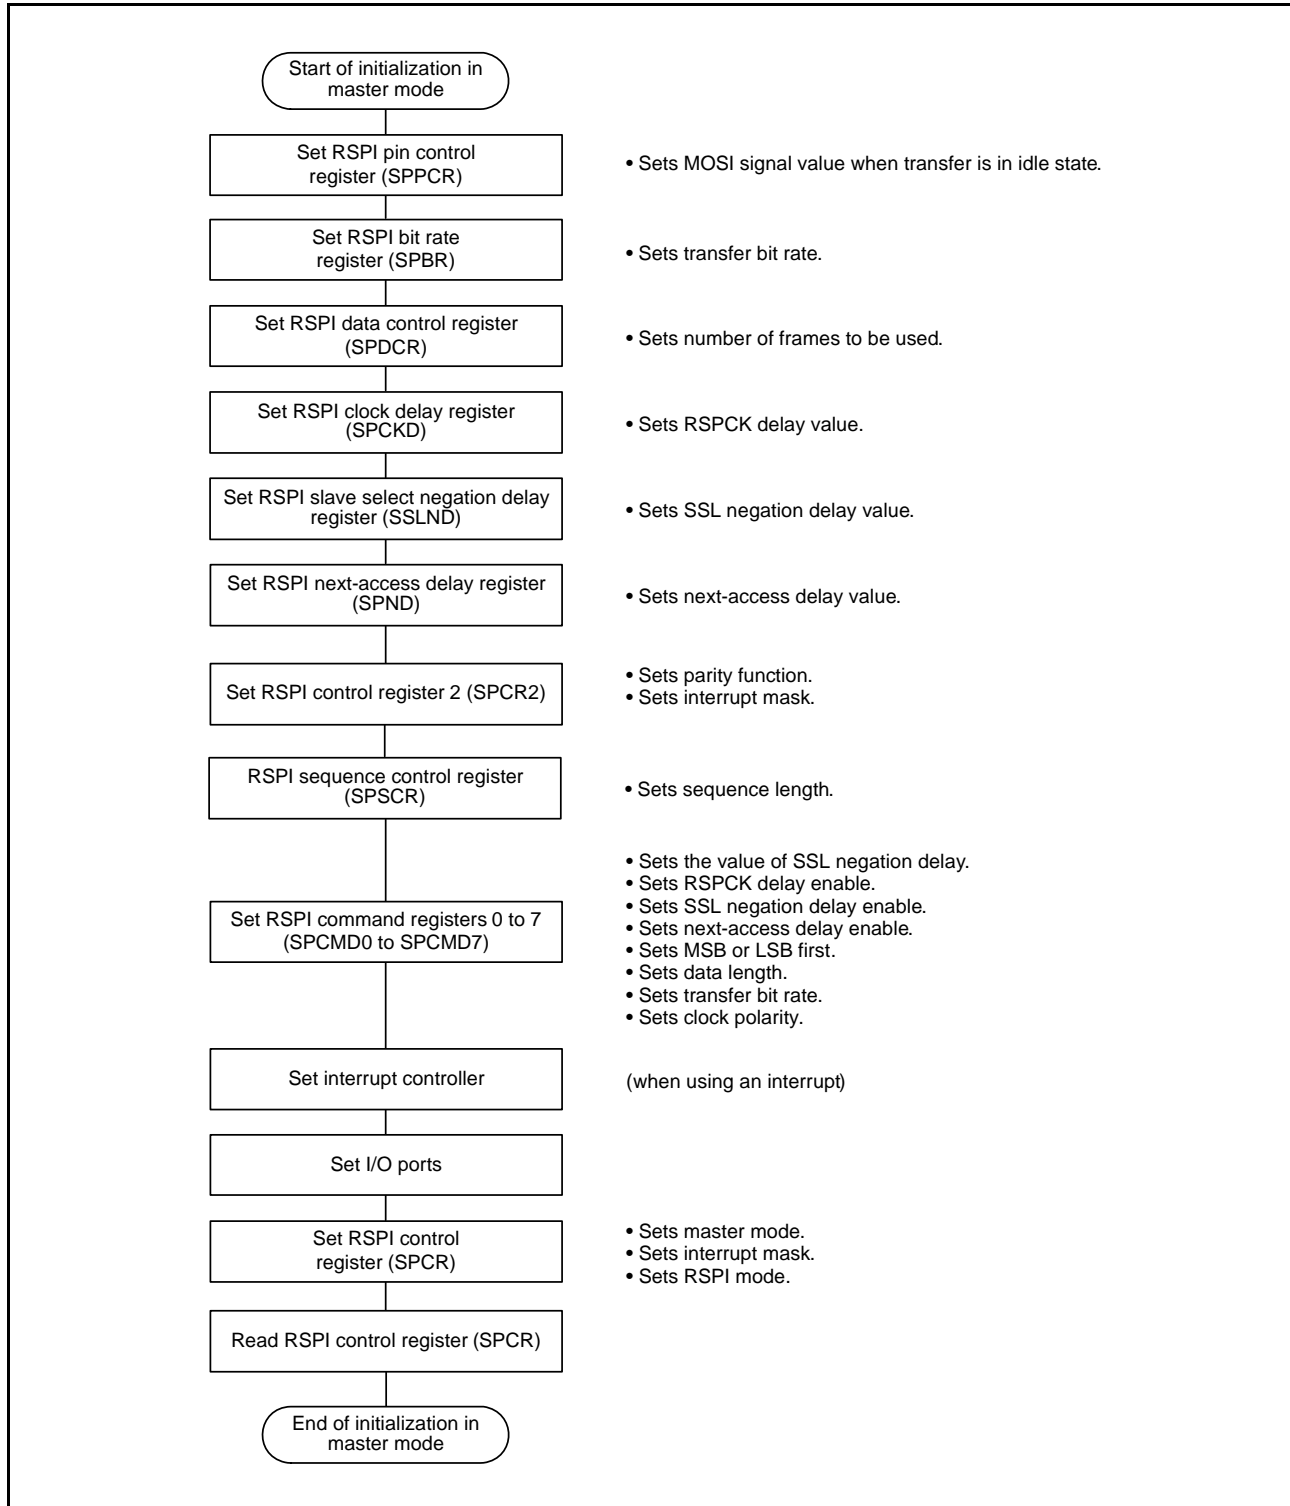 Start of initialization in
master mode
Set RSPI pin control
register (SPPCR)
• Sets MOSI signal value when transfer is in idle state.
Set RSPI bit rate
register (SPBR)
• Sets transfer bit rate.
Set RSPI data control register
(SPDCR)
• Sets number of frames to be used.
Set RSPI clock delay register
(SPCKD)
• Sets RSPCK delay value.
Set RSPI slave select negation delay
register (SSLND)
• Sets SSL negation delay value.
Set RSPI next-access delay register
(SPND)
• Sets next-access delay value.
Set RSPI control register 2 (SPCR2)
• Sets parity function.
• Sets interrupt mask.
RSPI sequence control register
(SPSCR)
• Sets sequence length.
Set RSPI command registers 0 to 7
(SPCMD0 to SPCMD7)
• Sets the value of SSL negation delay.
• Sets RSPCK delay enable.
• Sets SSL negation delay enable.
• Sets next-access delay enable.
• Sets MSB or LSB first.
• Sets data length.
• Sets transfer bit rate.
• Sets clock polarity.
Set interrupt controller
(when using an interrupt)
Set I/O ports
Set RSPI control
register (SPCR)
• Sets master mode.
• Sets interrupt mask.
• Sets RSPI mode.
Read RSPI control register (SPCR)
End of initialization in
master mode